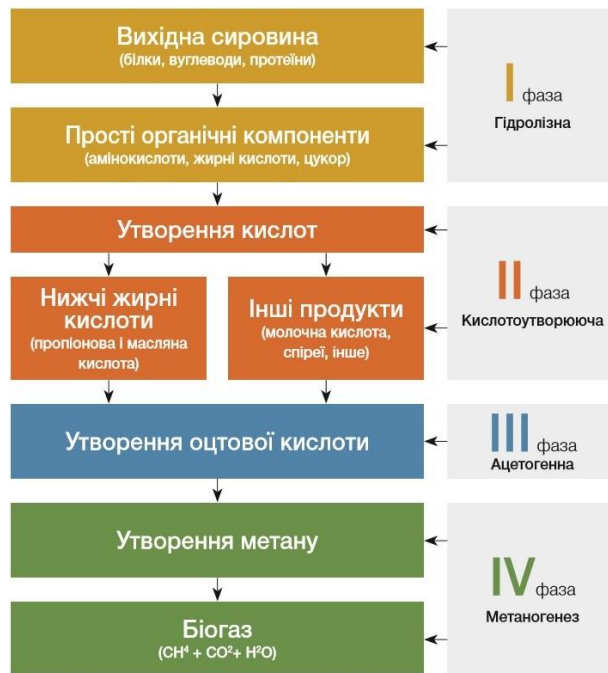 Вихідна сировина
(білки, вуглеводи, протеїни)
I фаза
Гідролізна
Прості органічні компоненти
(амінокислоти, жирні кислоти, цукор)
Утворення кислот
Нижчі жирні
кислоти
(пропіонова і масляна
кислота)
Інші продукти
(молочна кислота,
спіреї, інше)
II фаза
Кислотоутворююча
Утворення оцтової кислоти
III фаза
Ацетогенна
Утворення метану
IV фаза
Метаногенез
Біогаз
(CH⁴ + CO²+ H²O)